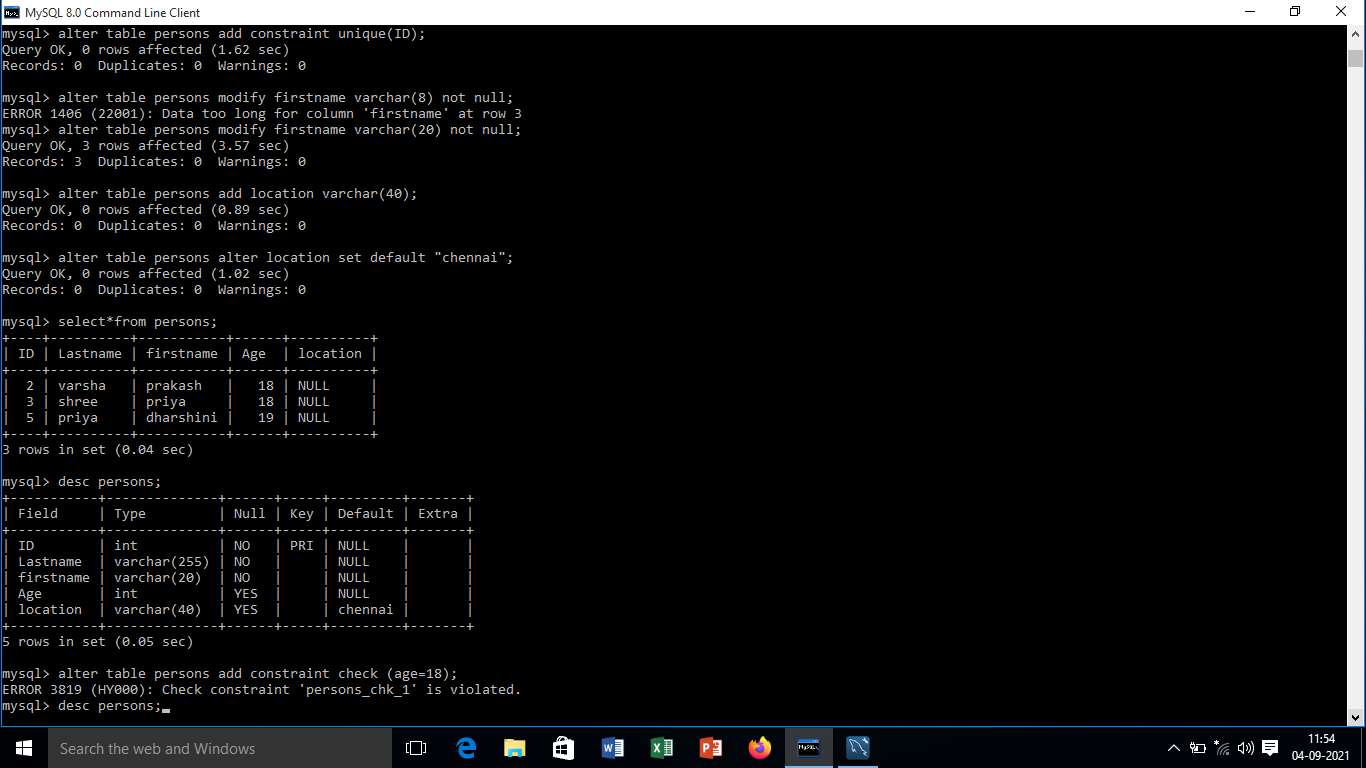 MySQL 8.0 Command Line Client
mysql> alter table persons add constraint unique(ID);
Query OK, 0 rows affected (1.62 sec)
Records: 0  Duplicates: 0  Warnings: 0
mysql> alter table persons modify firstname varchar(8) not null;
ERROR 1406 (22001): Data too long for column 'firstname' at row 3
mysql> alter table persons modify firstname varchar(20) not null;
Query OK, 3 rows affected (3.57 sec)
Records: 3  Duplicates: 0  Warnings: 0
mysql> alter table persons add location varchar(40);
Query OK, 0 rows affected (0.89 sec)
Records: 0  Duplicates: 0  Warnings: 0
mysql> alter table persons alter location set default "chennai";
Query OK, 0 rows affected (1.02 sec)
Records: 0  Duplicates: 0  Warnings: 0
mysql> select*from persons;
+----+----------+-----------+------+----------+
| ID | Lastname | firstname | Age  | location |
+----+----------+-----------+------+----------+
|  2 | varsha   | prakash   |   18 | NULL     |
|  3 | shree    | priya     |   18 | NULL     |
|  5 | priya    | dharshini |   19 | NULL     |
+----+----------+-----------+------+----------+
3 rows in set (0.04 sec)
mysql> desc persons;
+-----------+--------------+------+-----+---------+-------+
| Field     | Type         | Null | Key | Default | Extra |
+-----------+--------------+------+-----+---------+-------+
| ID        | int          | NO   | PRI | NULL    |       |
| Lastname  | varchar(255) | NO   |     | NULL    |       |
| firstname | varchar(20)  | NO   |     | NULL    |       |
| Age       | int          | YES  |     | NULL    |       |
| location  | varchar(40)  | YES  |     | chennai |       |
+-----------+--------------+------+-----+---------+-------+
5 rows in set (0.05 sec)
mysql> alter table persons add constraint check (age=18);
ERROR 3819 (HY000): Check constraint 'persons_chk_1' is violated.
mysql> desc persons;_
Search the web and Windows
11:54
04-09-2021